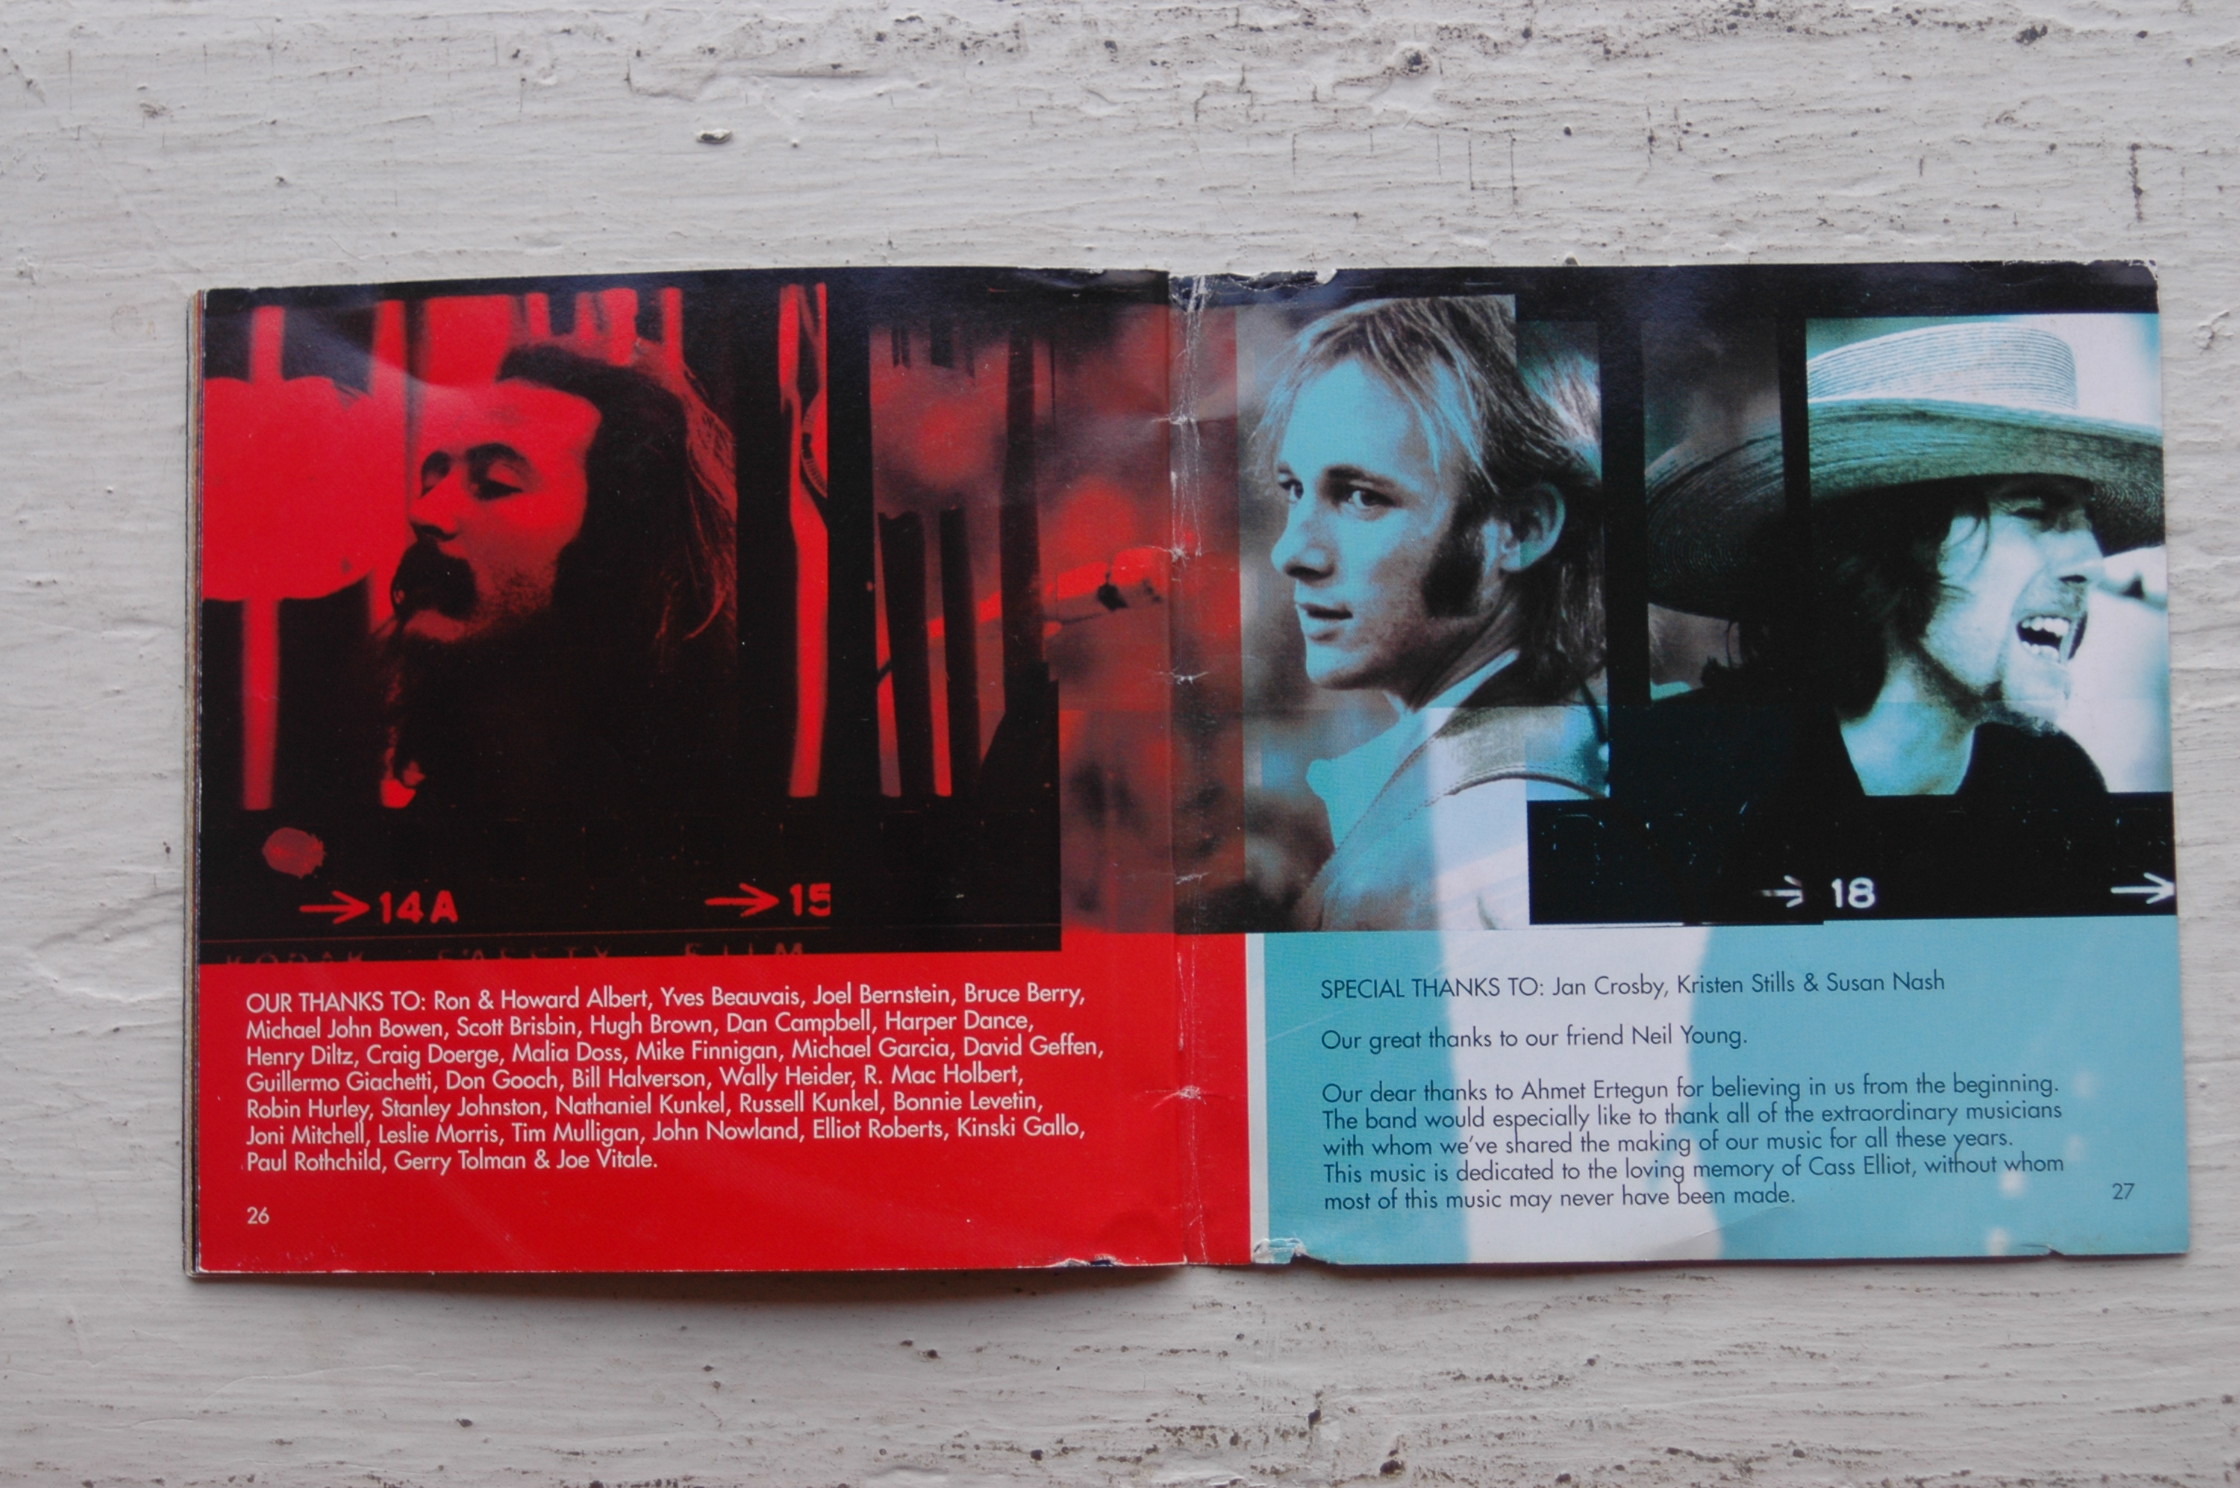 14A
15
KODAK SAFETY FILM
OUR THANKS TO: Ron & Howard Albert, Yves Beauvais, Joel Bernstein, Bruce Berry,
Michael John Bowen, Scott Brisbin, Hugh Brown, Dan Campbell, Harper Dance,
Henry Diltz, Craig Doerge, Malia Doss, Mike Finnigan, Michael Garcia, David Geffen,
Guillermo Giachetti, Don Gooch, Bill Halverson, Wally Heider, R. Mac Holbert,
Robin Hurley, Stanley Johnston, Nathaniel Kunkel, Russell Kunkel, Bonnie Levetin,
Joni Mitchell, Leslie Morris, Tim Mulligan, John Nowland, Elliot Roberts, Kinski Gallo,
Paul Rothchild, Gerry Tolman & Joe Vitale.
26
18
SPECIAL THANKS TO: Jan Crosby, Kristen Stills & Susan Nash
Our great thanks to our friend Neil Young.
Our dear thanks to Ahmet Ertegun for believing in us from the beginning.
The band would especially like to thank all of the extraordinary musicians
with whom we've shared the making of our music for all these years.
This music is dedicated to the loving memory of Cass Elliot, without whom
most of this music may never have been made.
27